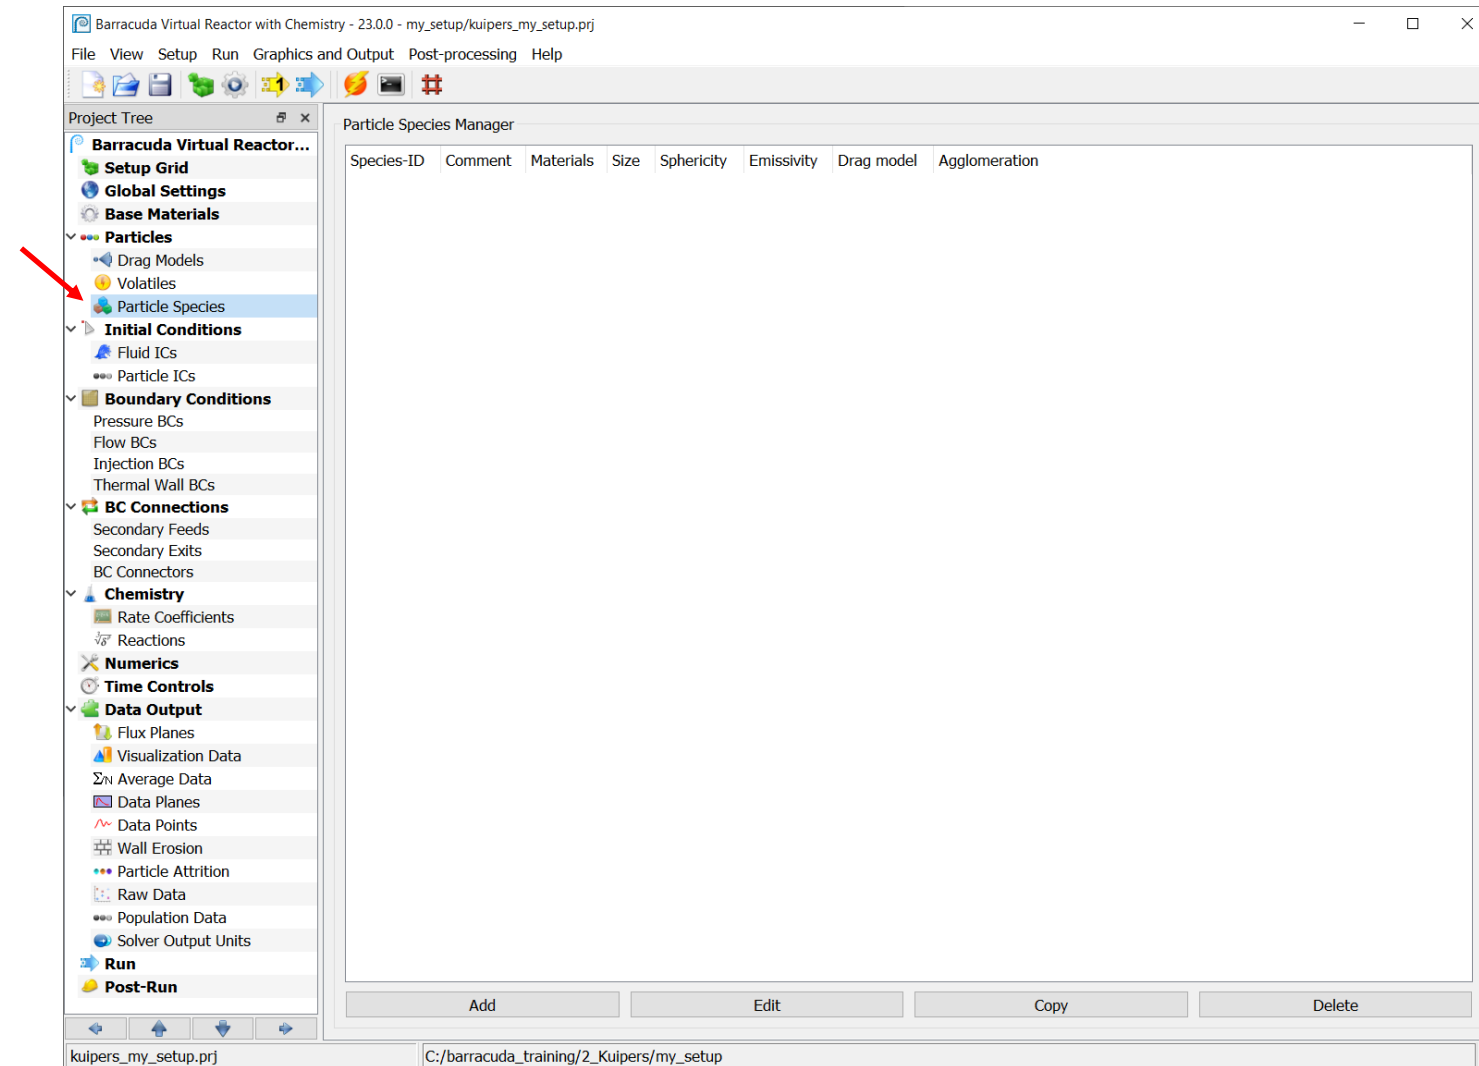 Barracuda Virtual Reactor with Chemistry - 23.0.0 - my_setup/kuipers_my_setup.prj
File View Setup Run Graphics and Output Post-processing Help
Project Tree
Barracuda Virtual Reactor...
Setup Grid
Global Settings
Base Materials
Particles
Drag Models
Volatiles
Particle Species
Initial Conditions
Fluid ICs
Particle ICs
Boundary Conditions
Pressure BCs
Flow BCs
Injection BCs
Thermal Wall BCs
BC Connections
Secondary Feeds
Secondary Exits
BC Connectors
Chemistry
Rate Coefficients
Reactions
Numerics
Time Controls
Data Output
Flux Planes
Visualization Data
ΣN Average Data
Data Planes
Data Points
Wall Erosion
Particle Attrition
Raw Data
Population Data
Solver Output Units
Run
Post-Run
Particle Species Manager
Species-ID Comment Materials Size Sphericity Emissivity Drag model Agglomeration
Add Edit Copy Delete
kuipers_my_setup.prj C:/barracuda_training/2_Kuipers/my_setup